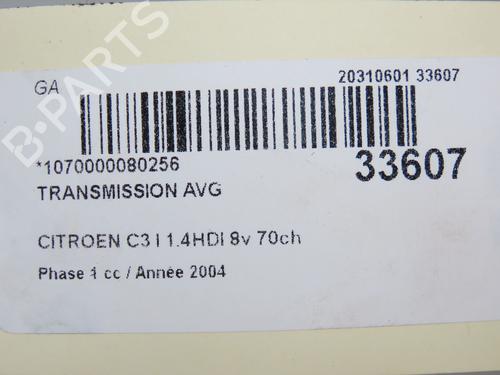 B-PARTS
GA
20310601 33607
*1070000080256
33607
TRANSMISSION AVG
CITROEN C3 I 1.4HDI 8v 70ch
Phase 1 cc / Année 2004